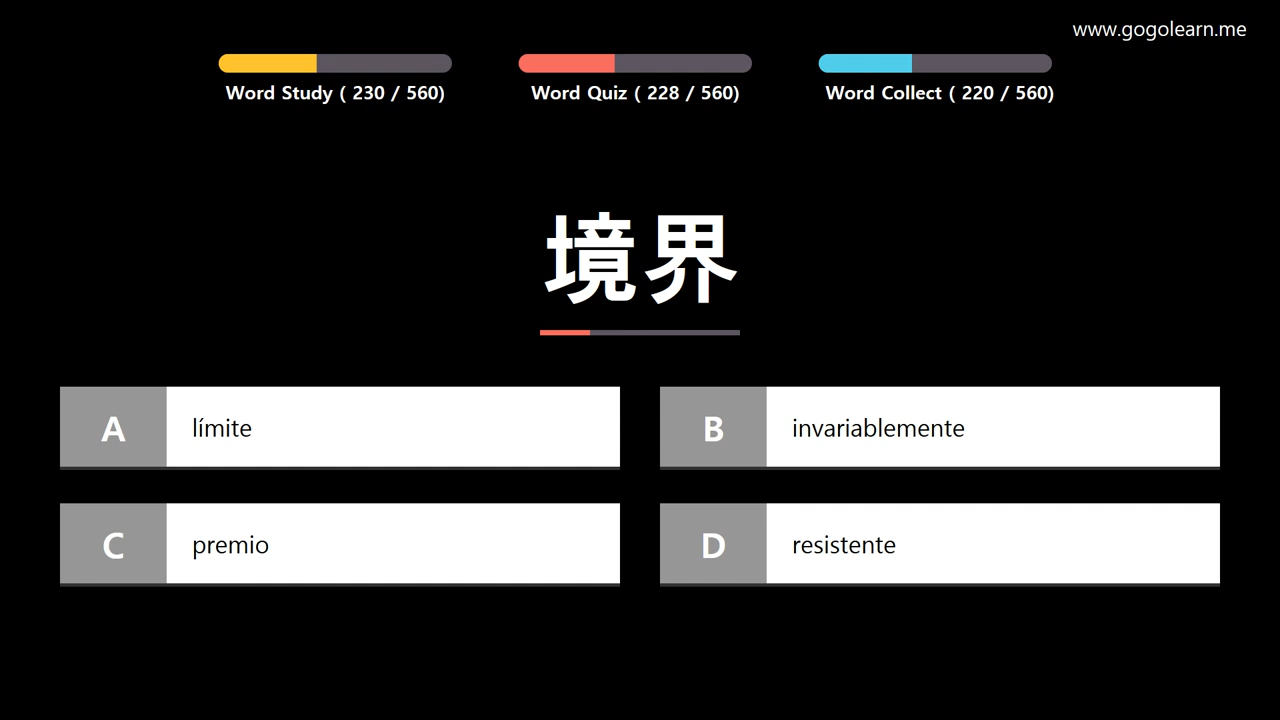 www.gogolearn.me
Word Study ( 230 / 560)
Word Quiz ( 228 / 560)
Word Collect ( 220 / 560)
境界
A límite
B invariablemente
C premio
D resistente